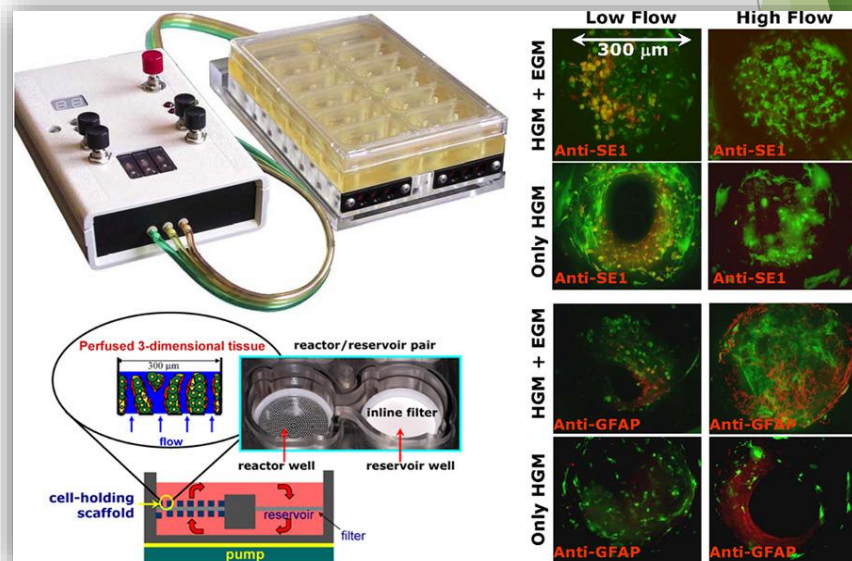 Low Flow
High Flow
300 μm
HGM + EGM
Anti-SE1
Anti-SE1
Only HGM
Anti-SE1
Anti-SE1
Perfused 3-dimensional tissue
300 μm
flow
reactor/reservoir pair
inline filter
reactor well
reservoir well
cell-holding
scaffold
reservoir
filter
pump
HGM + EGM
Anti-GFAP
Anti-GFAP
Only HGM
Anti-GFAP
Anti-GFAP